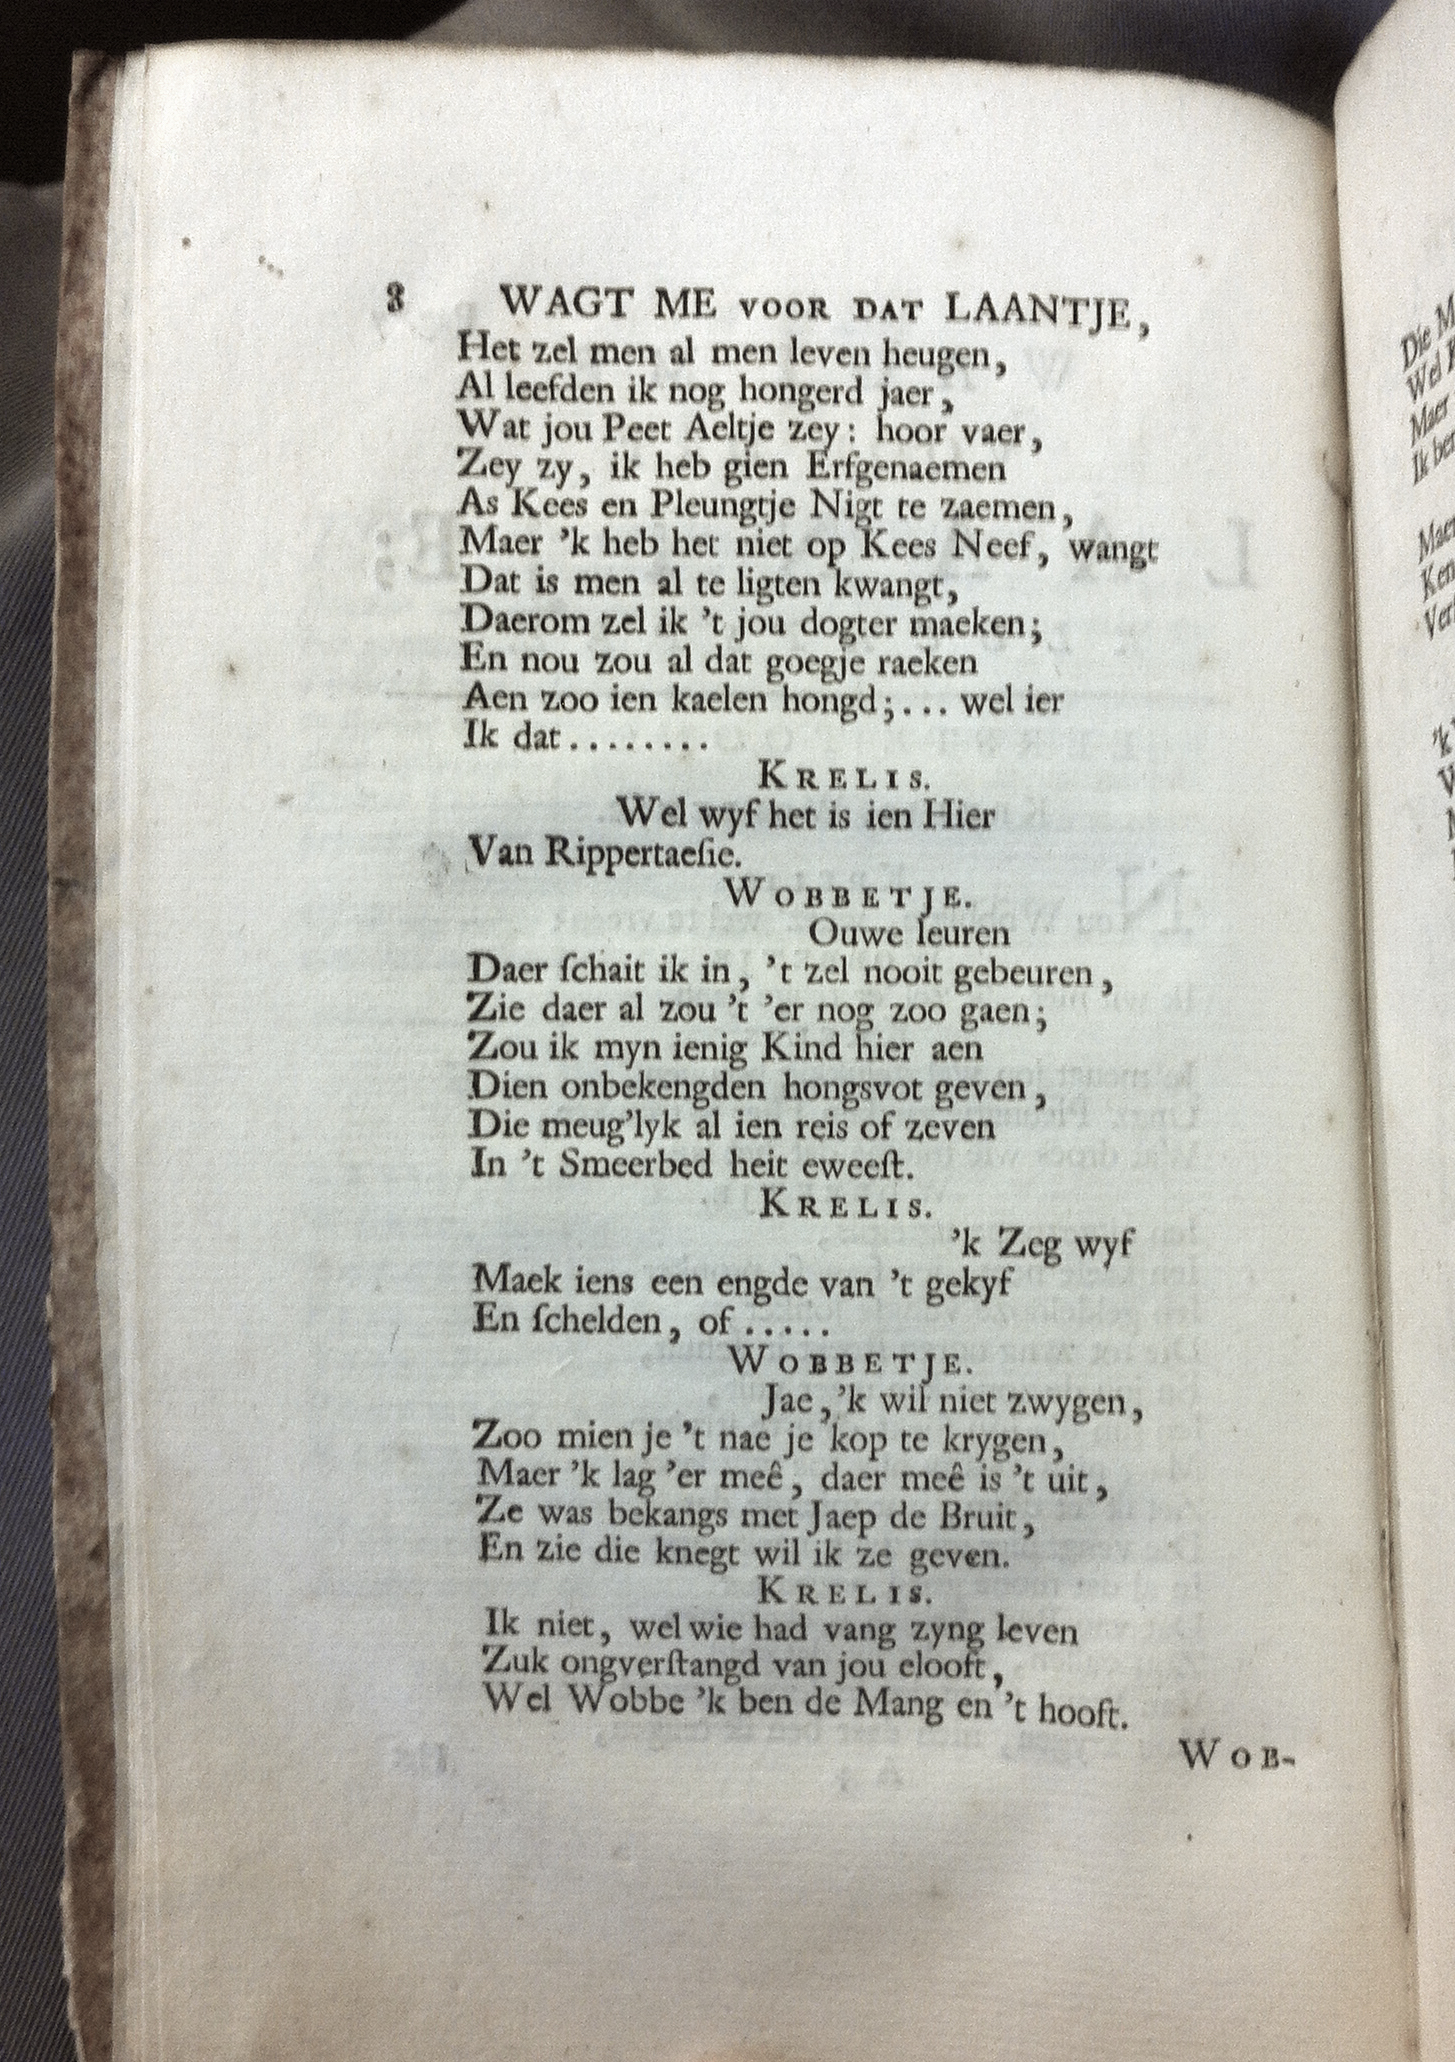 8 WAGT ME VOOR DAT LAANTJE,
Het zel men al men leven heugen,
Al leefden ik nog hongerd jaer,
Wat jou Peet Aeltje zey: hoor vaer,
Zey zy, ik heb gien Erfgenaemen
As Kees en Pleungtje Nigt te zaemen,
Maer 'k heb het niet op Kees Neef, wangt
Dat is men al te ligten kwangt,
Daerom zel ik 't jou dogter maeken;
En nou zou al dat goegje raeken
Aen zoo ien kaelen hongd;... wel ier
Ik dat........
KRELIS.
Wel wyf het is ien Hier
Van Rippertaeſie.
WOBBETJE.
Ouwe leuren
Daer ſchait ik in, 't zel nooit gebeuren,
Zie daer al zou 't 'er nog zoo gaen;
Zou ik myn ienig Kind hier aen
Dien onbekengden hongsvot geven,
Die meug'lyk al ien reis of zeven
In 't Smeerbed heit eweeſt.
KRELIS.
'k Zeg wyf
Maek iens een engde van 't gekyf
En ſchelden, of.....
WOBBETJE.
Jae, 'k wil niet zwygen,
Zoo mien je 't nae je kop te krygen,
Maer 'k lag 'er meê, daer meê is 't uit,
Ze was bekangs met Jaep de Bruit,
En zie die knegt wil ik ze geven.
KRELIS.
Ik niet, wel wie had vang zyng leven
Zuk ongverſtangd van jou elooft,
Wel Wobbe 'k ben de Mang en 't hooft.
WOB-